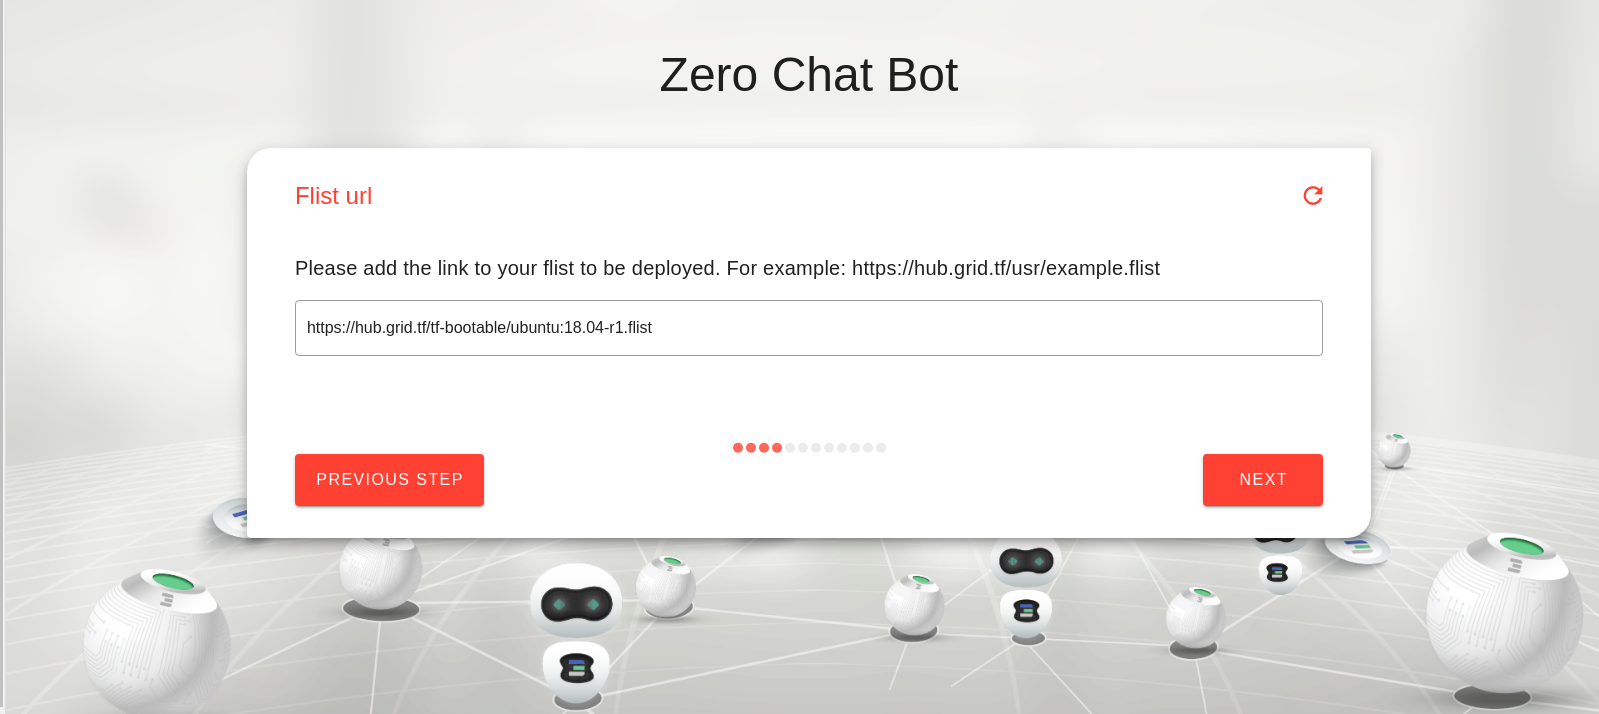 Zero Chat Bot
Flist url
Please add the link to your flist to be deployed. For example: https://hub.grid.tf/usr/example.flist
https://hub.grid.tf/tf-bootable/ubuntu:18.04-r1.flist
PREVIOUS STEP
NEXT